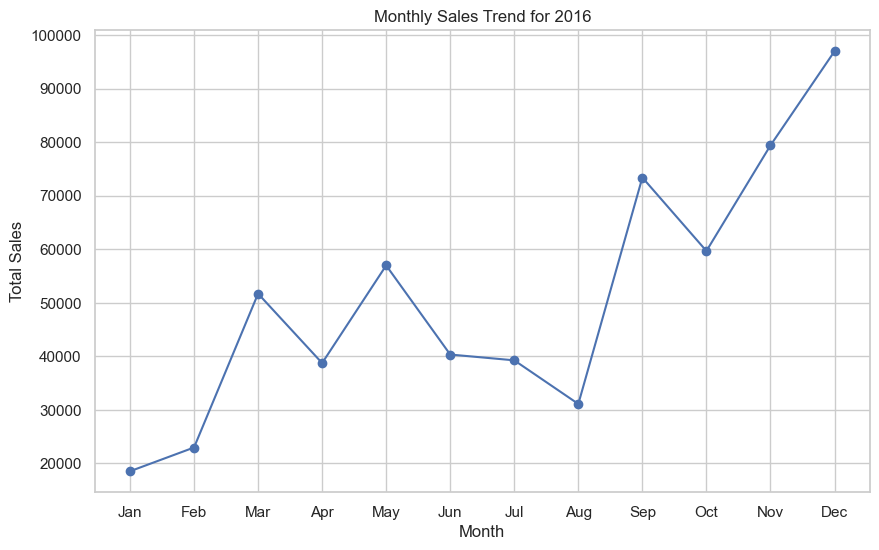 Monthly Sales Trend for 2016
100000
90000
80000
70000
60000
50000
40000
30000
20000
Total Sales
Jan Feb Mar Apr May Jun Jul Aug Sep Oct Nov Dec
Month